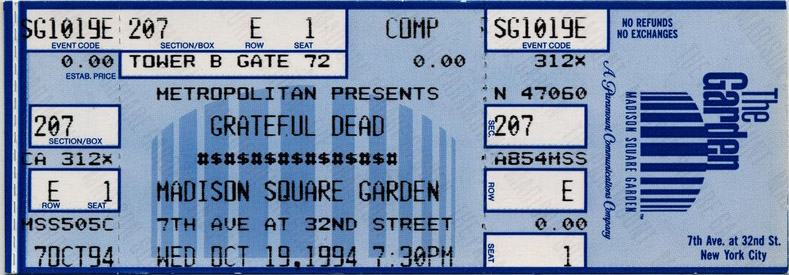 SG1019E 207 E 1 COMP SG1019E
EVENT CODE SECTION/BOX ROW SEAT EVENT CODE
0.00 TOWER B GATE 72 0.00 312X
ESTAB. PRICE
METROPOLITAN PRESENTS N 47060
207 GRATEFUL DEAD SEC. 207
SECTION/BOX
CA 312X #$#$#$#$#$#$#$#$# A854MSS
E 1 MADISON SQUARE GARDEN ROW E
ROW SEAT
MSS505C 7TH AVE AT 32ND STREET 0.00
7OCT94 WED OCT 19,1994 7:30PM SEAT 1
NO REFUNDS
NO EXCHANGES
The
Garden
MADISON SQUARE GARDEN
A Paramount Communications Company
7th Ave. at 32nd St.
New York City